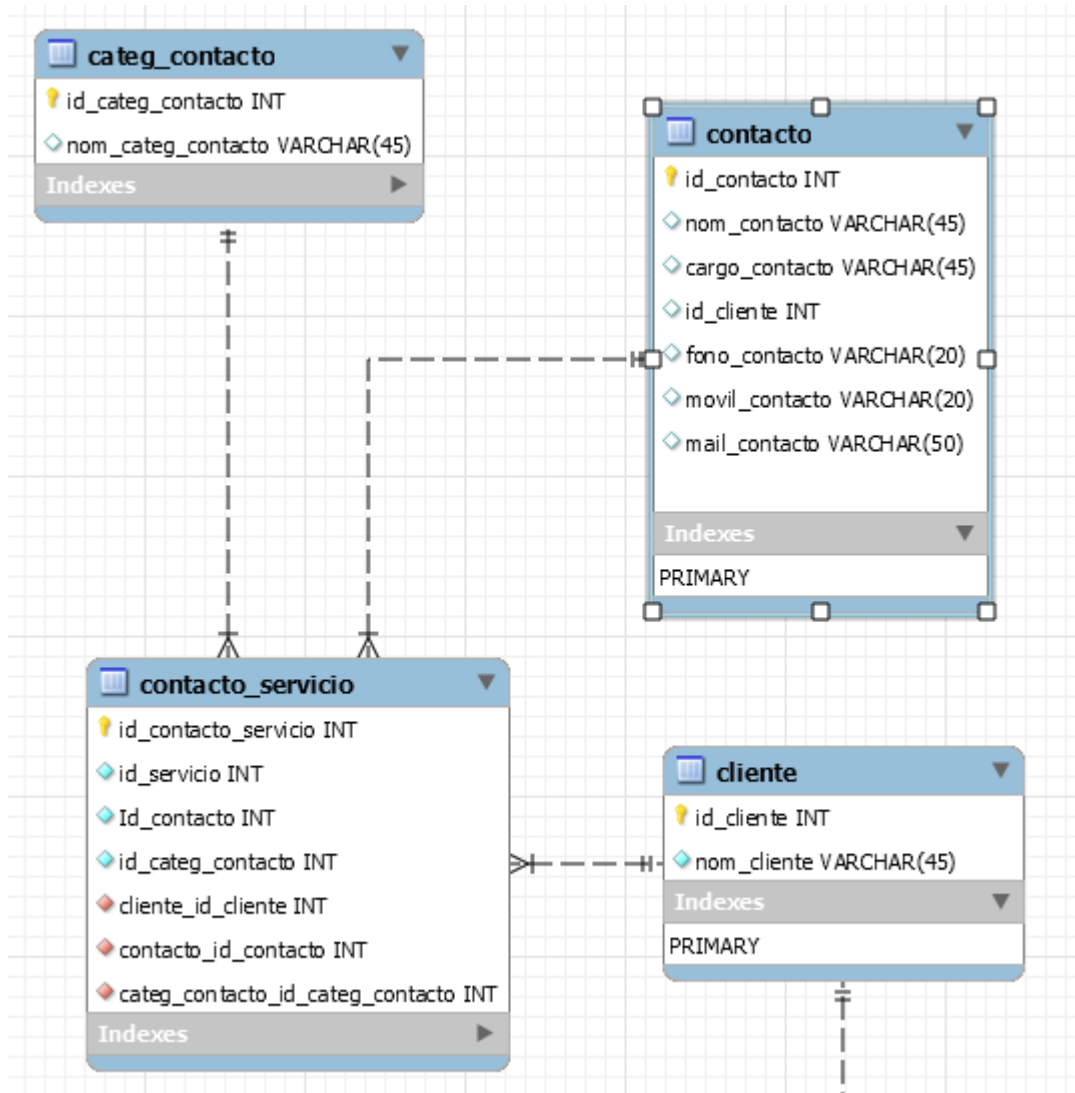 categ_contacto
id_categ_contacto INT
nom_categ_contacto VARCHAR(45)
Indexes
contacto
id_contacto INT
nom_contacto VARCHAR(45)
cargo_contacto VARCHAR(45)
id_cliente INT
fono_contacto VARCHAR(20)
movil_contacto VARCHAR(20)
mail_contacto VARCHAR(50)
Indexes
PRIMARY
contacto_servicio
id_contacto_servicio INT
id_servicio INT
Id_contacto INT
id_categ_contacto INT
cliente_id_cliente INT
contacto_id_contacto INT
categ_contacto_id_categ_contacto INT
Indexes
cliente
id_cliente INT
nom_cliente VARCHAR(45)
Indexes
PRIMARY